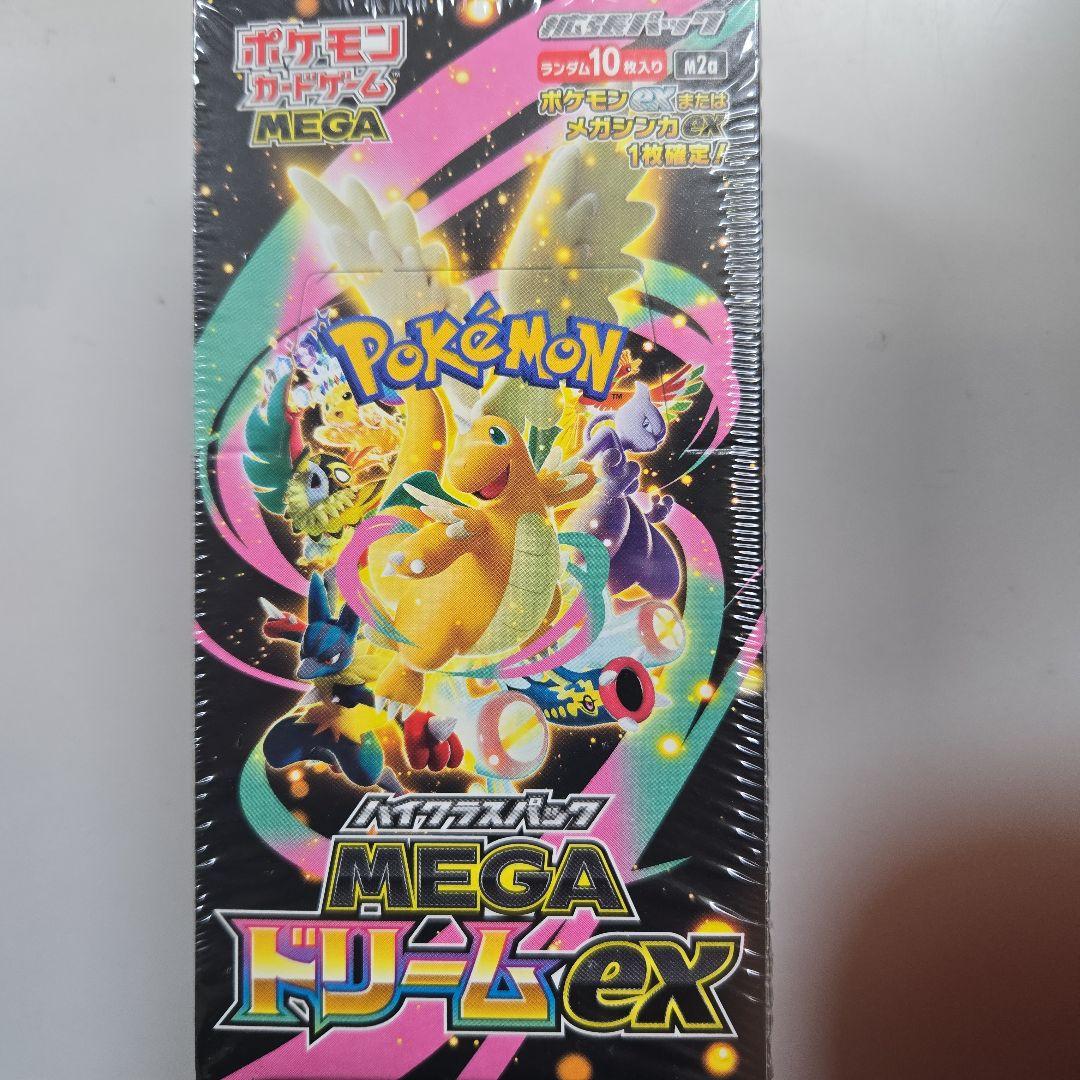 ポケモン
カードゲーム™
MEGA
拡張パック
ランダム10枚入り M2a
ポケモンexまたは
メガシンカex
1枚確定!
POKéMON™
ハイクラスパック
MEGA
ドリームex